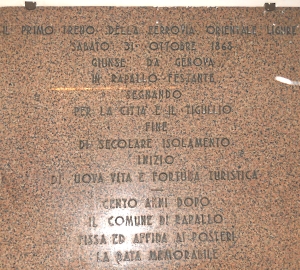 IL PRIMO TRENO DELLA FERROVIA ORIENTALE LIGURE
SABATO 31 OTTOBRE 1868
GIUNSE DA GENOVA
IN RAPALLO FESTANTE
SEGNANDO
PER LA CITTÀ E IL TIGULLIO
FINE
DI SECOLARE ISOLAMENTO
INIZIO
DI NUOVA VITA E FORTUNA TURISTICA
CENTO ANNI DOPO
IL COMUNE DI RAPALLO
FISSA ED AFFIDA AI POSTERI
LA DATA MEMORABILE